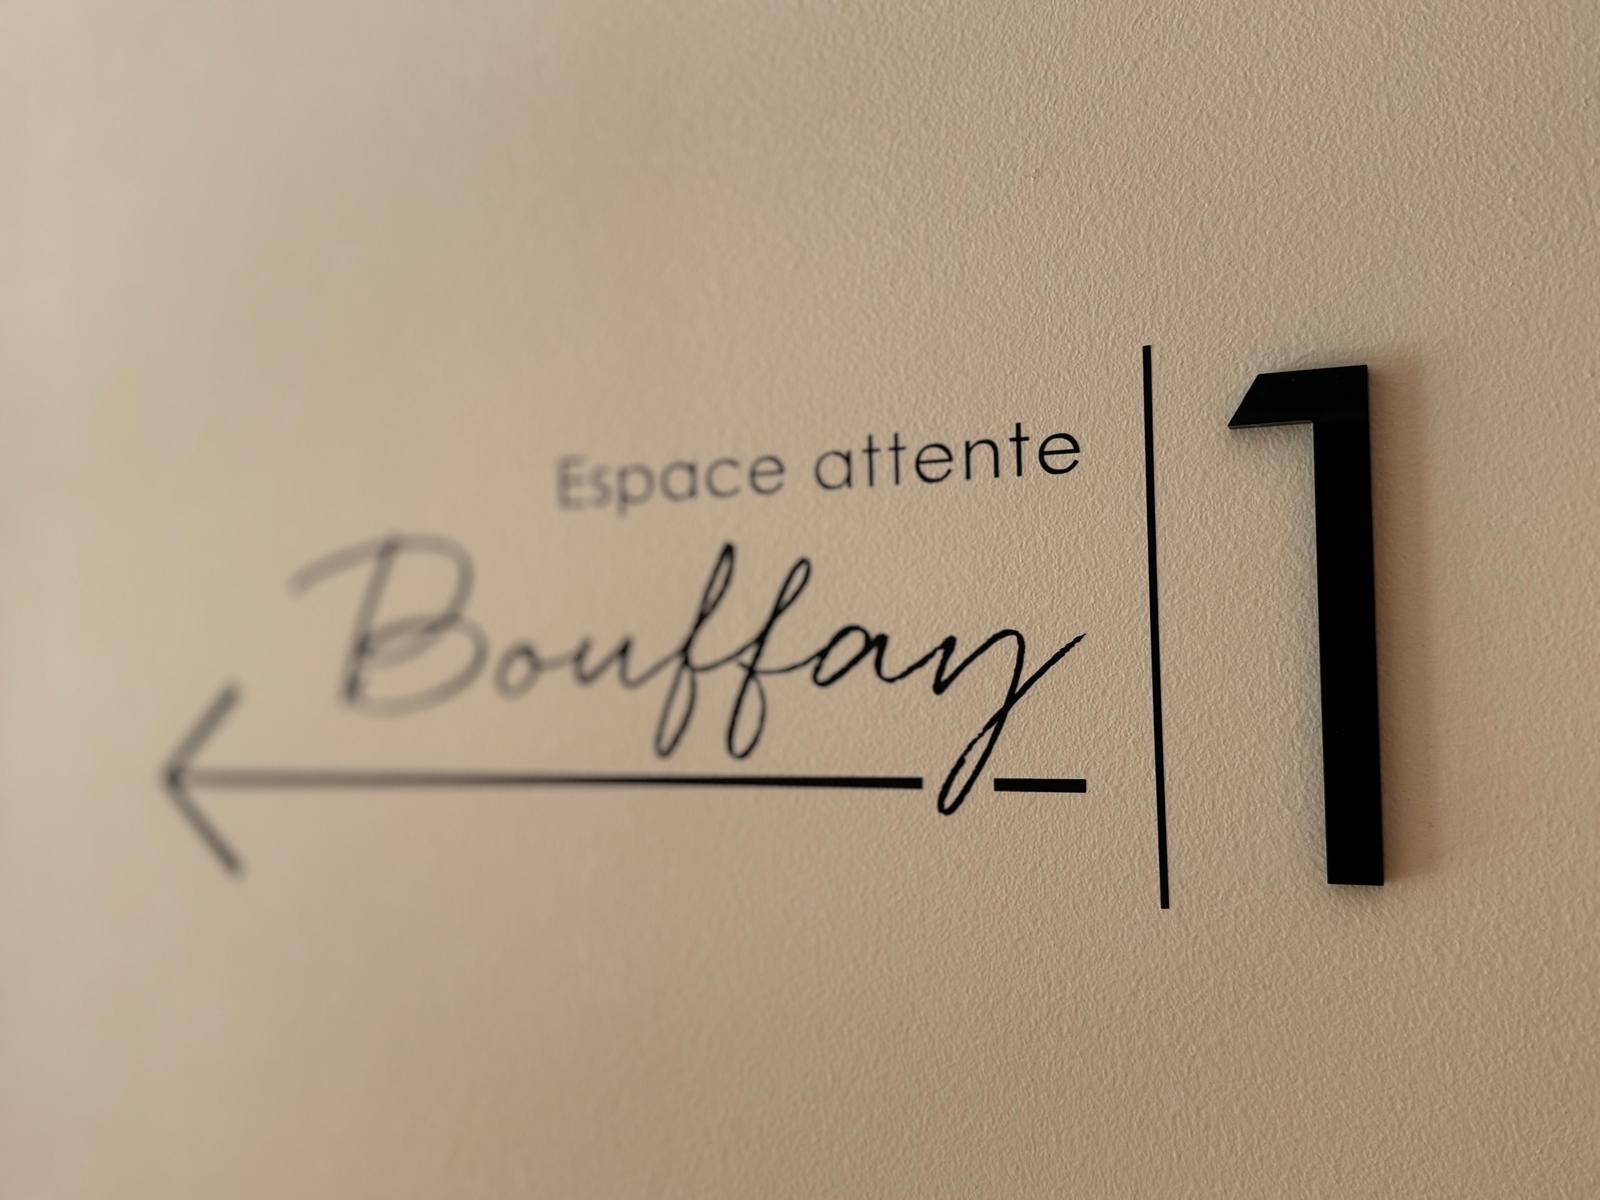 Espace attente
Bouffay
1